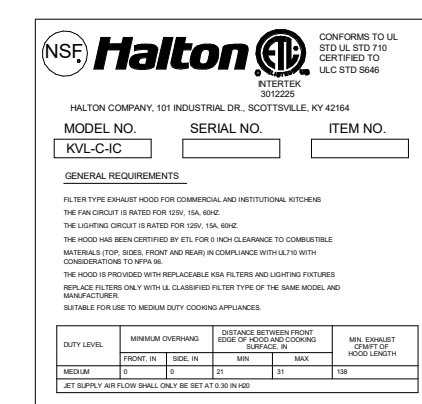 NSF
Halton
ETL
INTERTEK
3012225
CONFORMS TO UL
STD UL STD 710
CERTIFIED TO
ULC STD S646
HALTON COMPANY, 101 INDUSTRIAL DR., SCOTTSVILLE, KY 42164
MODEL NO. SERIAL NO. ITEM NO.
KVL-C-IC
GENERAL REQUIREMENTS
FILTER TYPE EXHAUST HOOD FOR COMMERCIAL AND INSTITUTIONAL KITCHENS
THE FAN CIRCUIT IS RATED FOR 125V, 15A, 60HZ.
THE LIGHTING CIRCUIT IS RATED FOR 125V, 15A, 60HZ.
THE HOOD HAS BEEN CERTIFIED BY ETL FOR 0 INCH CLEARANCE TO COMBUSTIBLE
MATERIALS (TOP, SIDES, FRONT AND REAR) IN COMPLIANCE WITH UL710 WITH
CONSIDERATIONS TO NFPA 96.
THE HOOD IS PROVIDED WITH REPLACEABLE KSA FILTERS AND LIGHTING FIXTURES
REPLACE FILTERS ONLY WITH UL CLASSIFIED FILTER TYPE OF THE SAME MODEL AND
MANUFACTURER.
SUITABLE FOR USE TO MEDIUM DUTY COOKING APPLIANCES.
DUTY LEVEL
MINIMUM OVERHANG
DISTANCE BETWEEN FRONT
EDGE OF HOOD AND COOKING
SURFACE, IN
MIN. EXHAUST
CFM/FT OF
HOOD LENGTH
FRONT, IN SIDE, IN MIN MAX
MEDIUM 0 0 21 31 138
JET SUPPLY AIR FLOW SHALL ONLY BE SET AT 0.30 IN H20